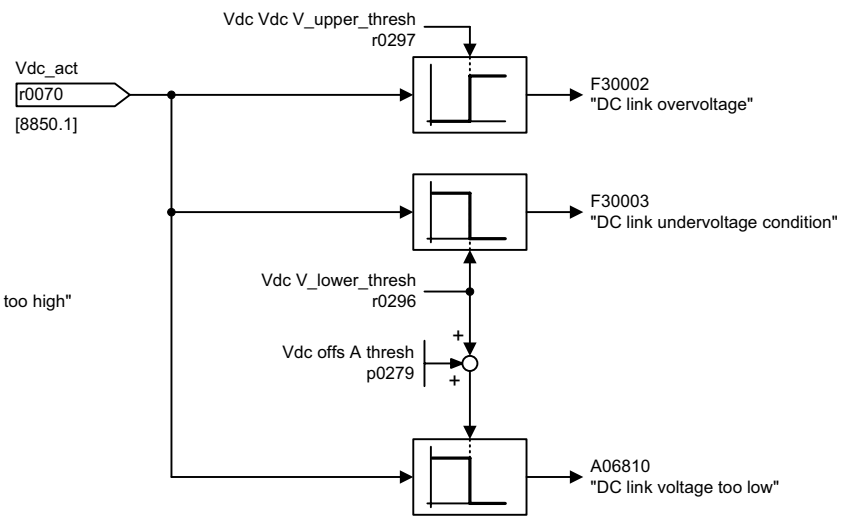 Vdc Vdc V_upper_thresh
r0297
Vdc_act
r0070
[8850.1]
F30002
"DC link overvoltage"
F30003
"DC link undervoltage condition"
Vdc V_lower_thresh
r0296
too high"
+
Vdc offs A thresh
p0279
+
A06810
"DC link voltage too low"